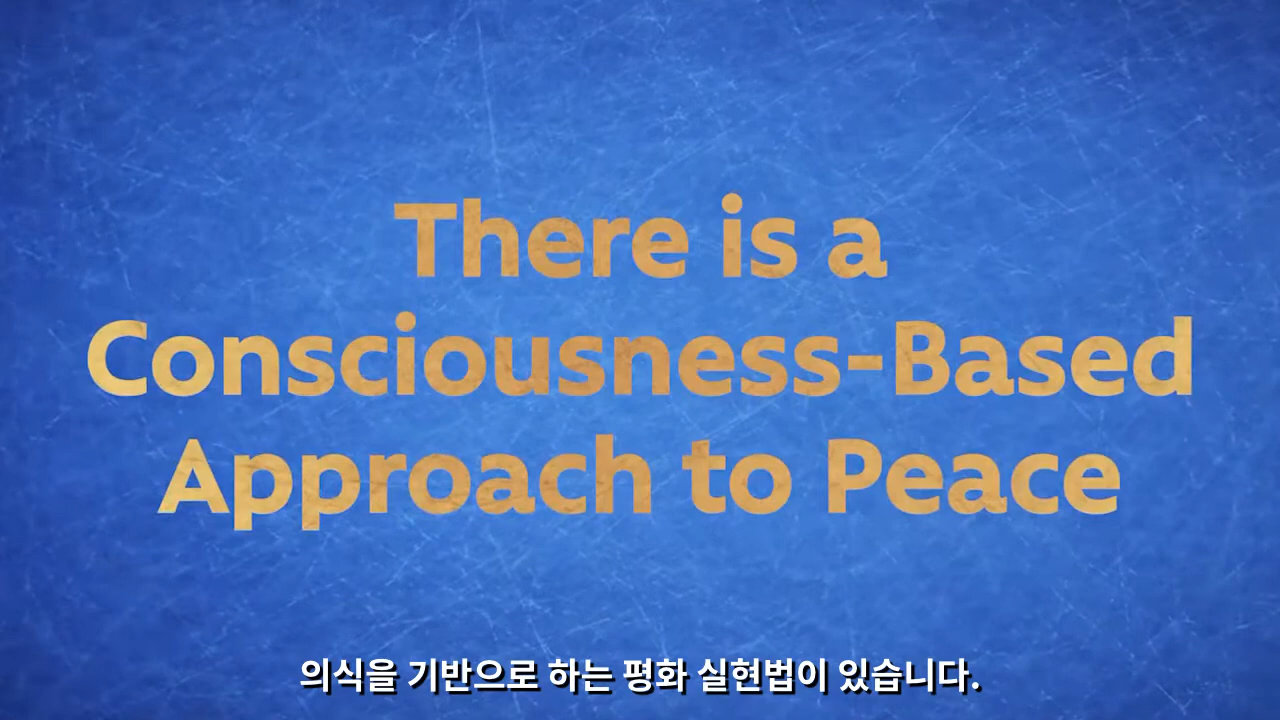 There is a
Consciousness-Based
Approach to Peace
의식을 기반으로 하는 평화 실현법이 있습니다.